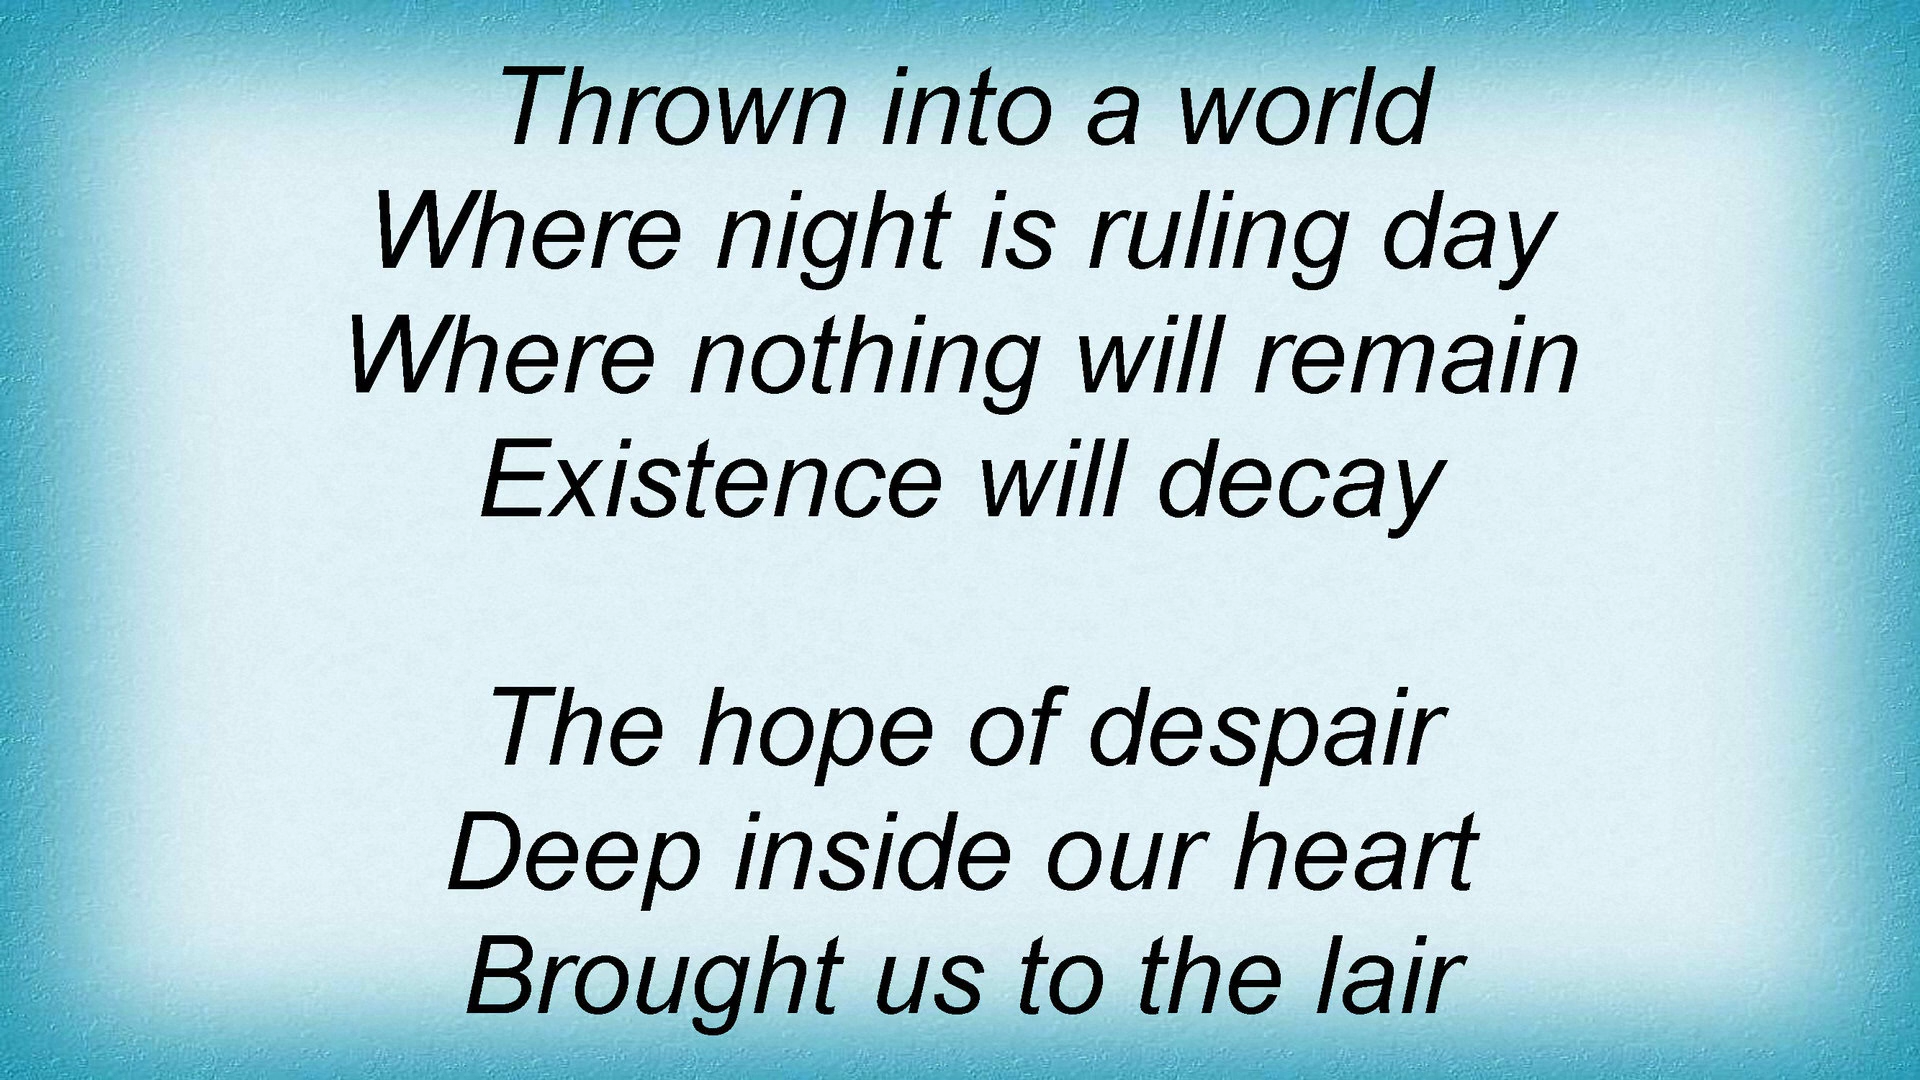 Thrown into a world
Where night is ruling day
Where nothing will remain
Existence will decay
The hope of despair
Deep inside our heart
Brought us to the lair